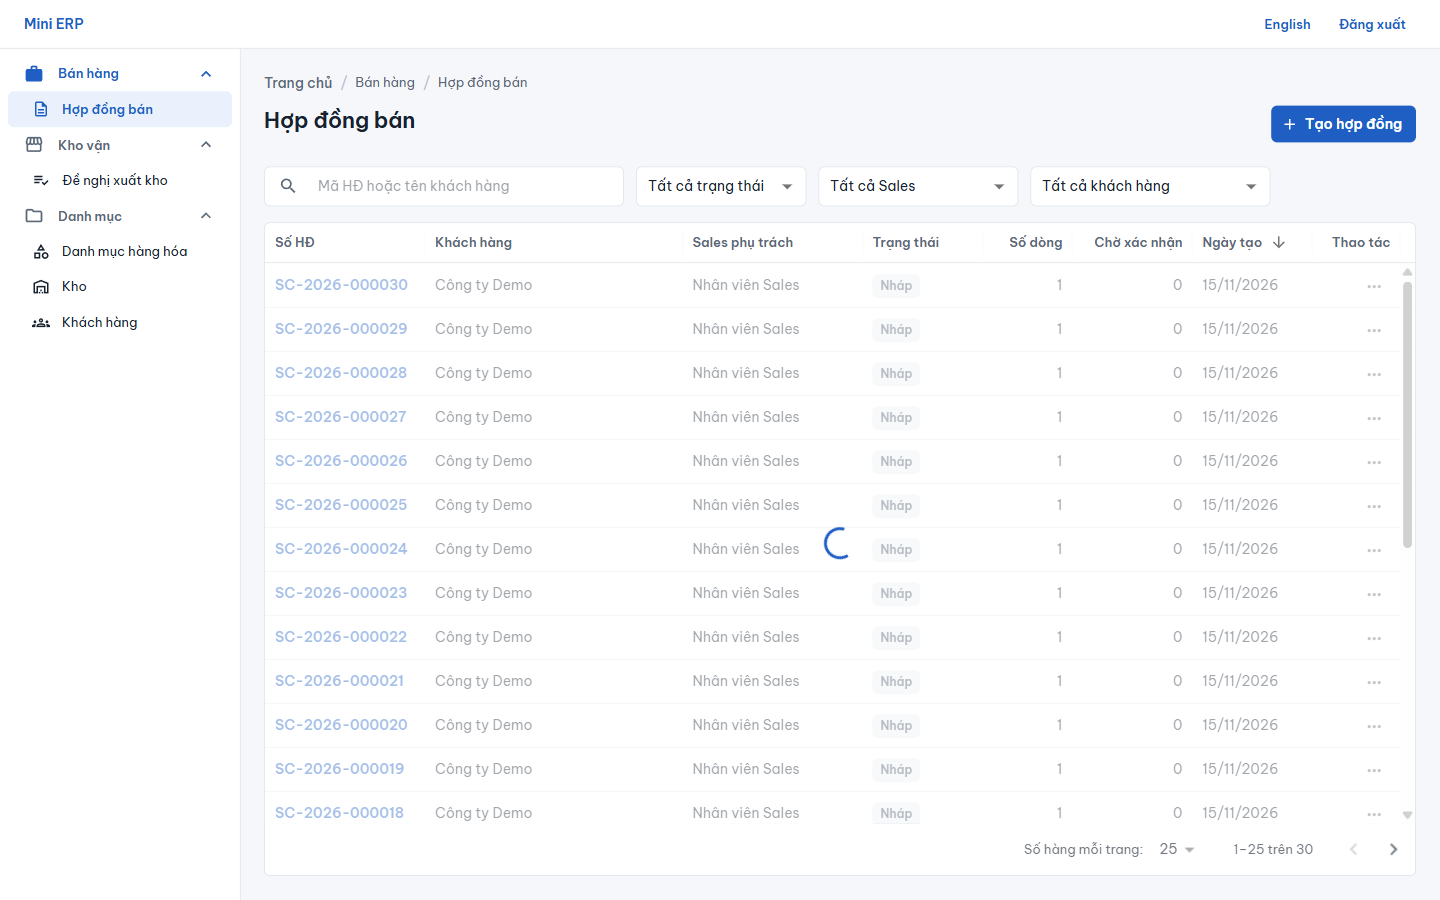 Mini ERP
English
Đăng xuất
Bán hàng
Hợp đồng bán
Kho vận
Đề nghị xuất kho
Danh mục
Danh mục hàng hóa
Kho
Khách hàng
Trang chủ / Bán hàng / Hợp đồng bán
Hợp đồng bán
+ Tạo hợp đồng
Mã HĐ hoặc tên khách hàng
Tất cả trạng thái
Tất cả Sales
Tất cả khách hàng
Số HĐ Khách hàng Sales phụ trách Trạng thái Số dòng Chờ xác nhận Ngày tạo Thao tác
SC-2026-000030 Công ty Demo Nhân viên Sales Nháp 1 0 15/11/2026
SC-2026-000029 Công ty Demo Nhân viên Sales Nháp 1 0 15/11/2026
SC-2026-000028 Công ty Demo Nhân viên Sales Nháp 1 0 15/11/2026
SC-2026-000027 Công ty Demo Nhân viên Sales Nháp 1 0 15/11/2026
SC-2026-000026 Công ty Demo Nhân viên Sales Nháp 1 0 15/11/2026
SC-2026-000025 Công ty Demo Nhân viên Sales Nháp 1 0 15/11/2026
SC-2026-000024 Công ty Demo Nhân viên Sales Nháp 1 0 15/11/2026
SC-2026-000023 Công ty Demo Nhân viên Sales Nháp 1 0 15/11/2026
SC-2026-000022 Công ty Demo Nhân viên Sales Nháp 1 0 15/11/2026
SC-2026-000021 Công ty Demo Nhân viên Sales Nháp 1 0 15/11/2026
SC-2026-000020 Công ty Demo Nhân viên Sales Nháp 1 0 15/11/2026
SC-2026-000019 Công ty Demo Nhân viên Sales Nháp 1 0 15/11/2026
SC-2026-000018 Công ty Demo Nhân viên Sales Nháp 1 0 15/11/2026
Số hàng mỗi trang: 25 1–25 trên 30